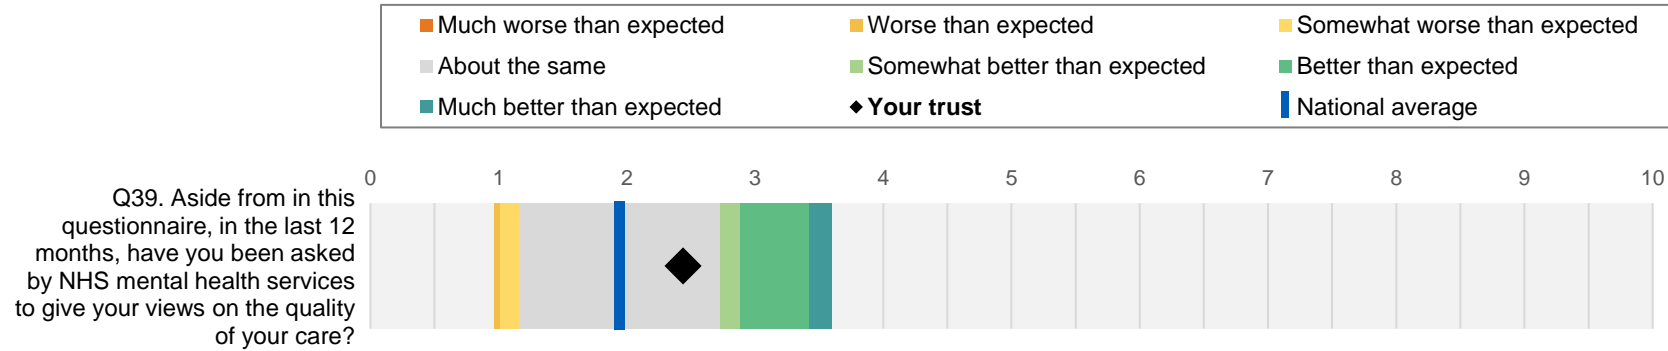 Much worse than expected
Worse than expected
Somewhat worse than expected
About the same
Somewhat better than expected
Better than expected
Much better than expected
Your trust
National average
0 1 2 3 4 5 6 7 8 9 10
Q39. Aside from in this
questionnaire, in the last 12
months, have you been asked
by NHS mental health services
to give your views on the quality
of your care?